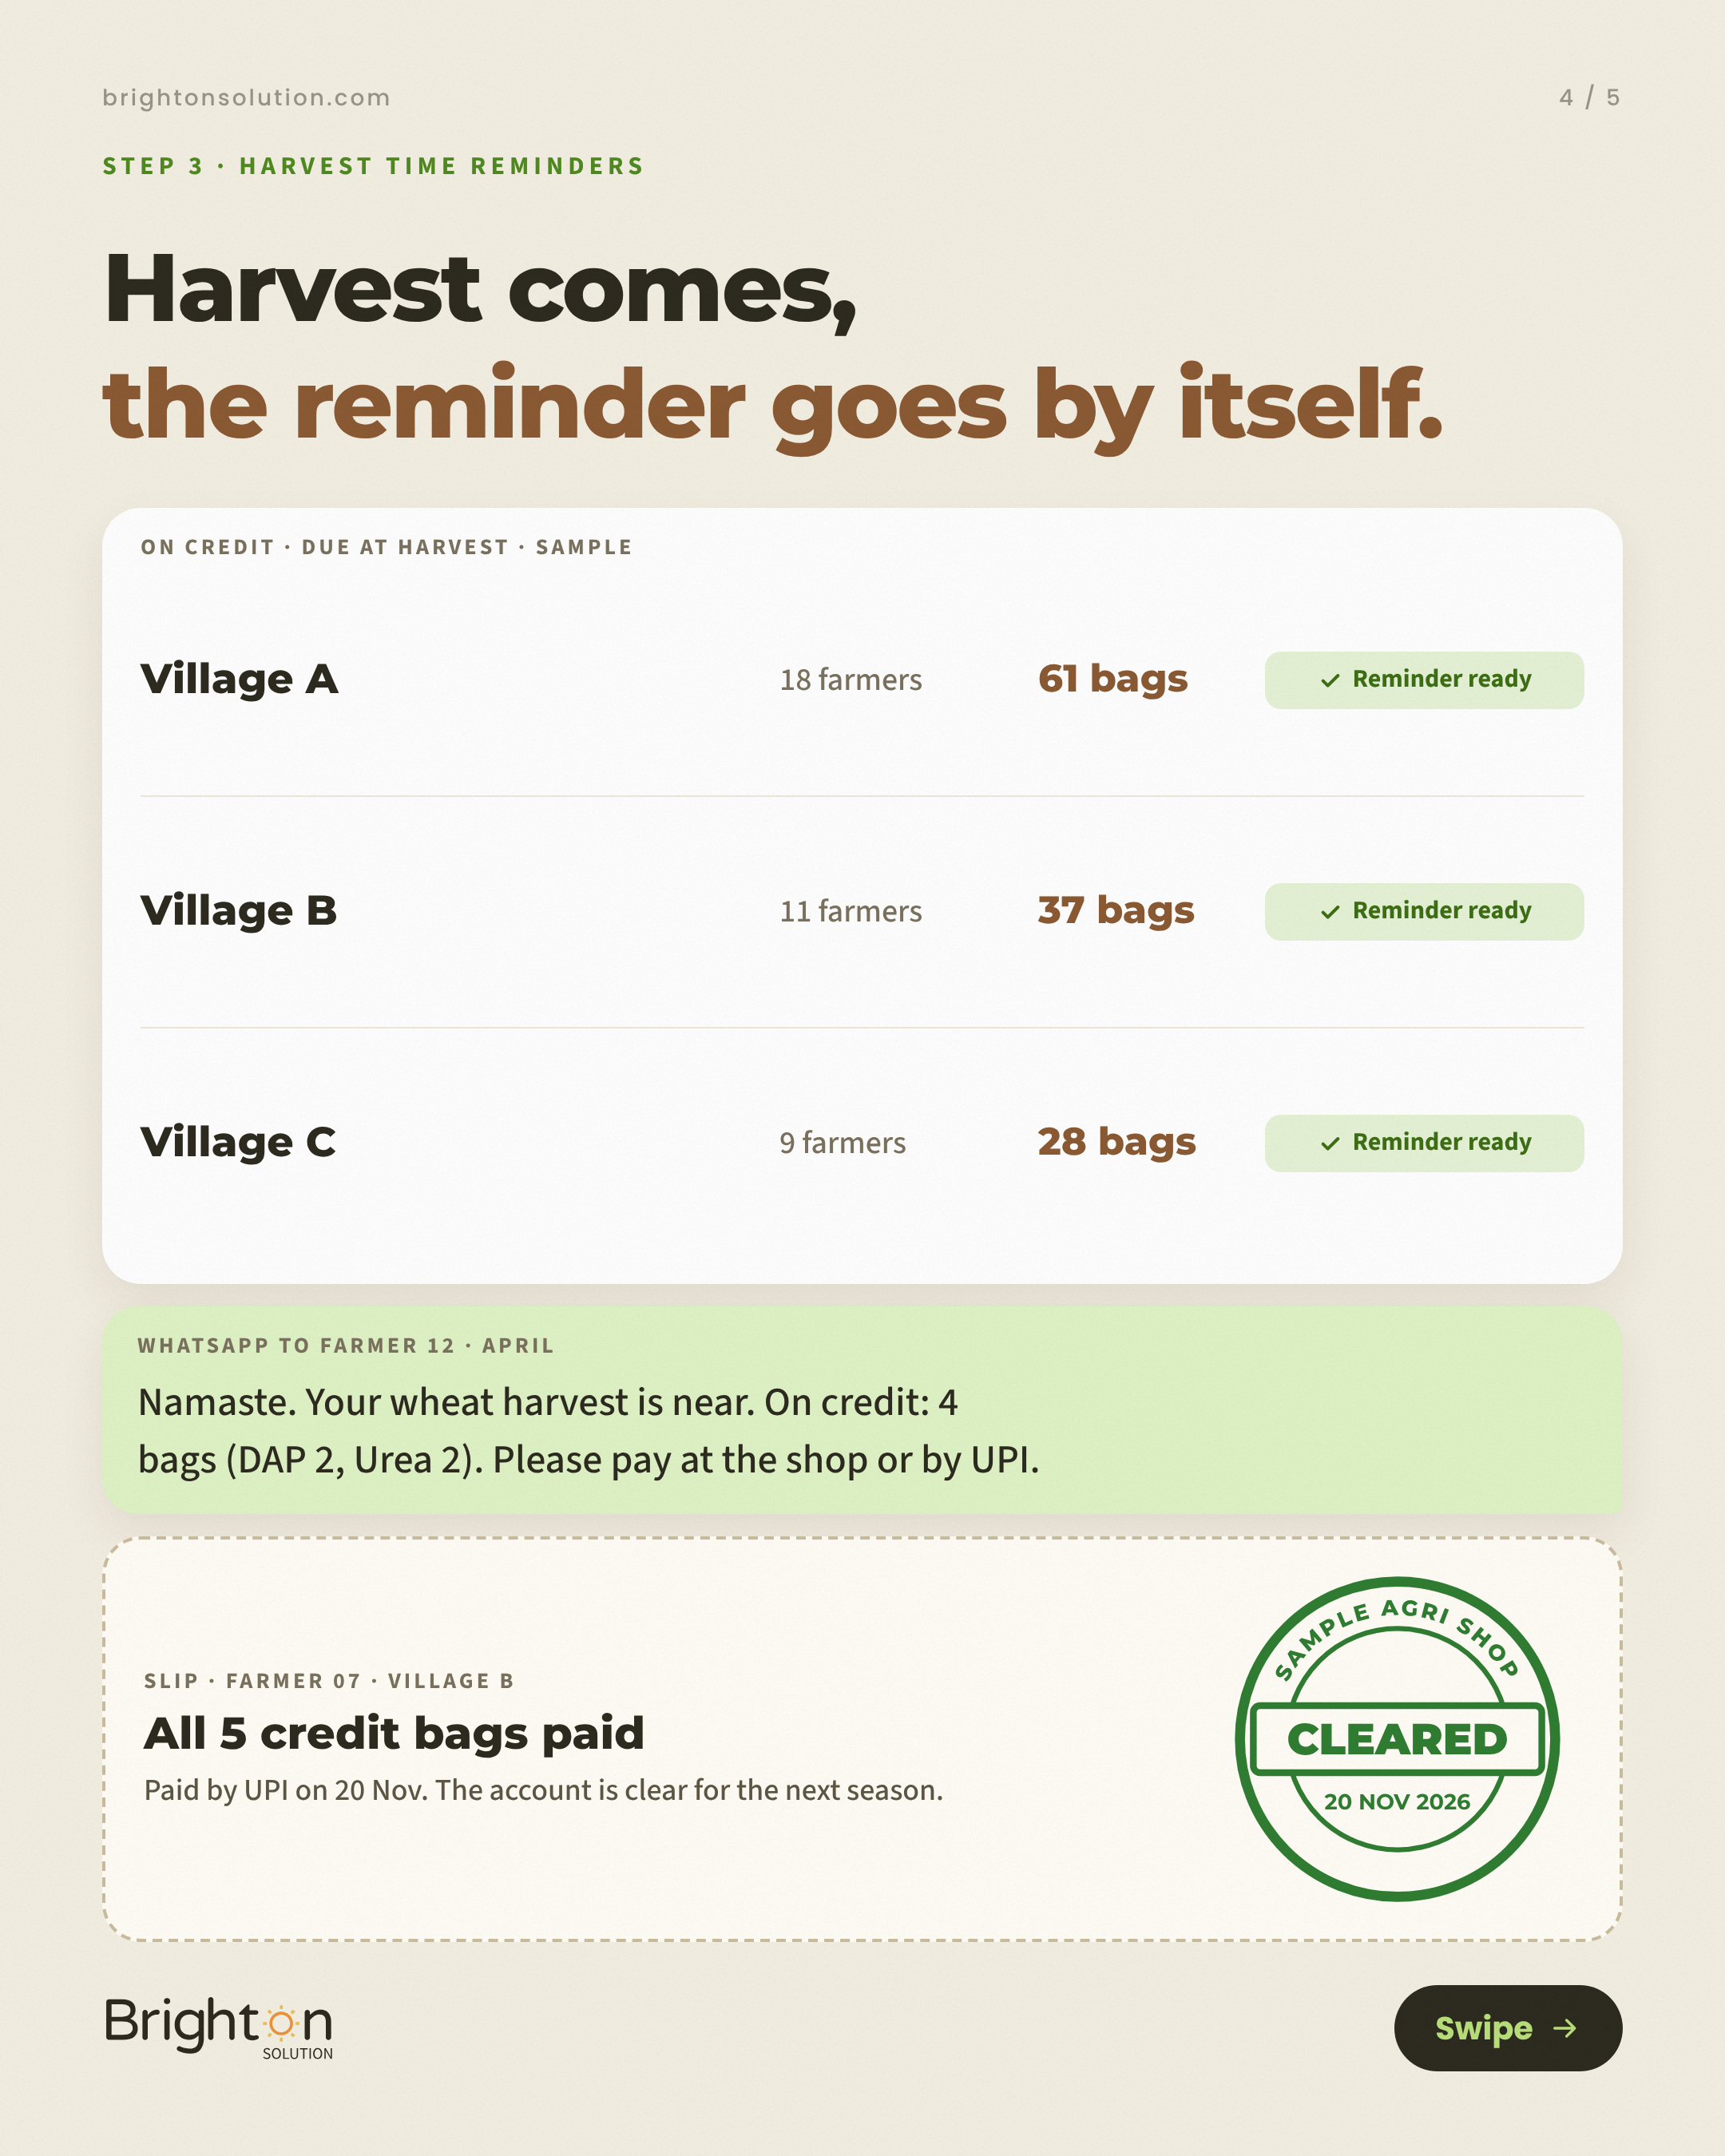 brightonsolution.com
4 / 5
STEP 3 · HARVEST TIME REMINDERS
Harvest comes,
the reminder goes by itself.
ON CREDIT · DUE AT HARVEST · SAMPLE
Village A 18 farmers 61 bags ✓ Reminder ready
Village B 11 farmers 37 bags ✓ Reminder ready
Village C 9 farmers 28 bags ✓ Reminder ready
WHATSAPP TO FARMER 12 · APRIL
Namaste. Your wheat harvest is near. On credit: 4
bags (DAP 2, Urea 2). Please pay at the shop or by UPI.
SLIP · FARMER 07 · VILLAGE B
All 5 credit bags paid
Paid by UPI on 20 Nov. The account is clear for the next season.
SAMPLE AGRI SHOP
CLEARED
20 NOV 2026
Brighton
SOLUTION
Swipe →